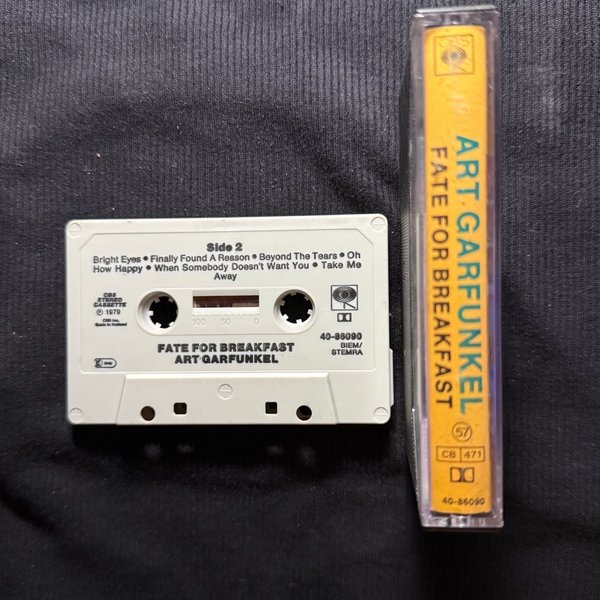 Side 2
Bright Eyes • Finally Found A Reason • Beyond The Tears • Oh
How Happy • When Somebody Doesn't Want You • Take Me
Away
CBS
STEREO
CASSETTE
℗ 1979
CBS Inc.
Made in Holland
100 50 0
40-86090
BIEM/
STEMRA
FATE FOR BREAKFAST
ART GARFUNKEL
ART GARFUNKEL
FATE FOR BREAKFAST
57
CB 471
40-86090